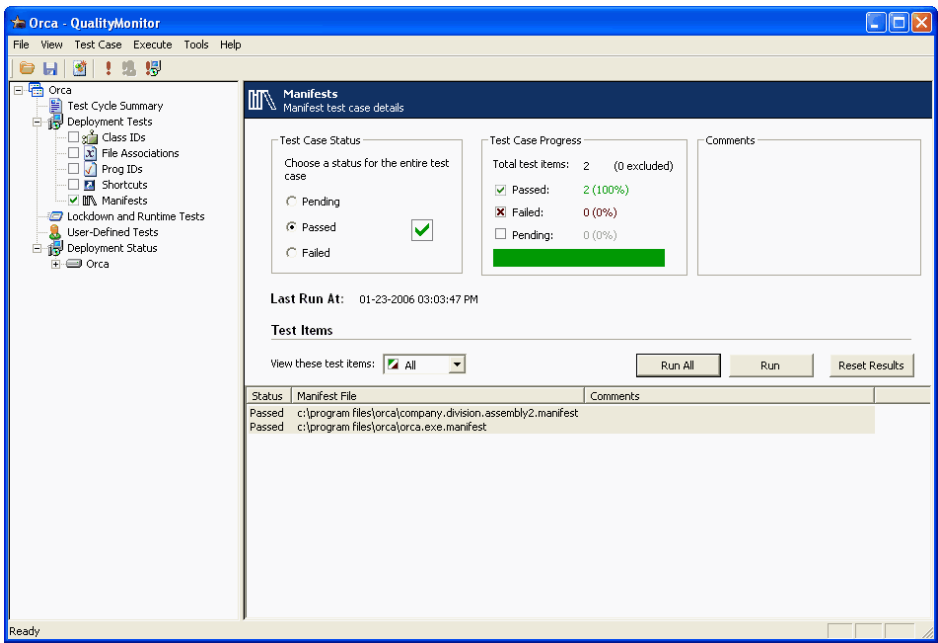 Orca - QualityMonitor
File View Test Case Execute Tools Help
Orca
Test Cycle Summary
Deployment Tests
Class IDs
File Associations
Prog IDs
Shortcuts
Manifests
Lockdown and Runtime Tests
User-Defined Tests
Deployment Status
Orca
Manifests
Manifest test case details
Test Case Status
Choose a status for the entire test
case
Pending
Passed
Failed
Test Case Progress
Total test items: 2 (0 excluded)
Passed: 2 (100%)
Failed: 0 (0%)
Pending: 0 (0%)
Comments
Last Run At: 01-23-2006 03:03:47 PM
Test Items
View these test items: All Run All Run Reset Results
Status Manifest File Comments
Passed c:\program files\orca\company.division.assembly2.manifest
Passed c:\program files\orca\orca.exe.manifest
Ready